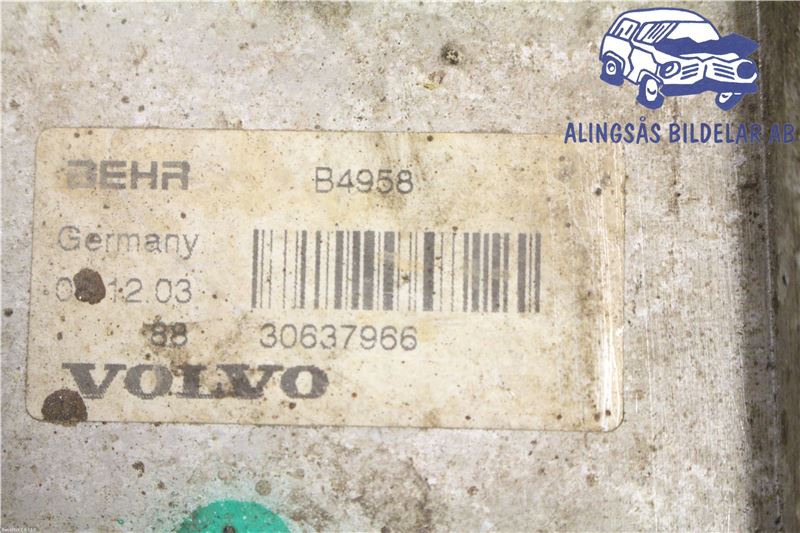 ALINGSÅS BILDELAR AB
BEHR B4958
Germany
12.03
88 30637966
VOLVO